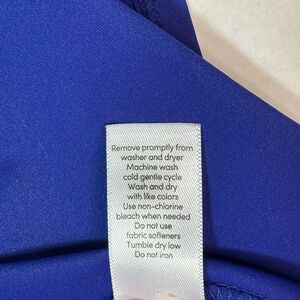 Remove promptly from
washer and dryer
Machine wash
cold gentle cycle
Wash and dry
with like colors
Use non-chlorine
bleach when needed
Do not use
fabric softeners
Tumble dry low
Do not iron